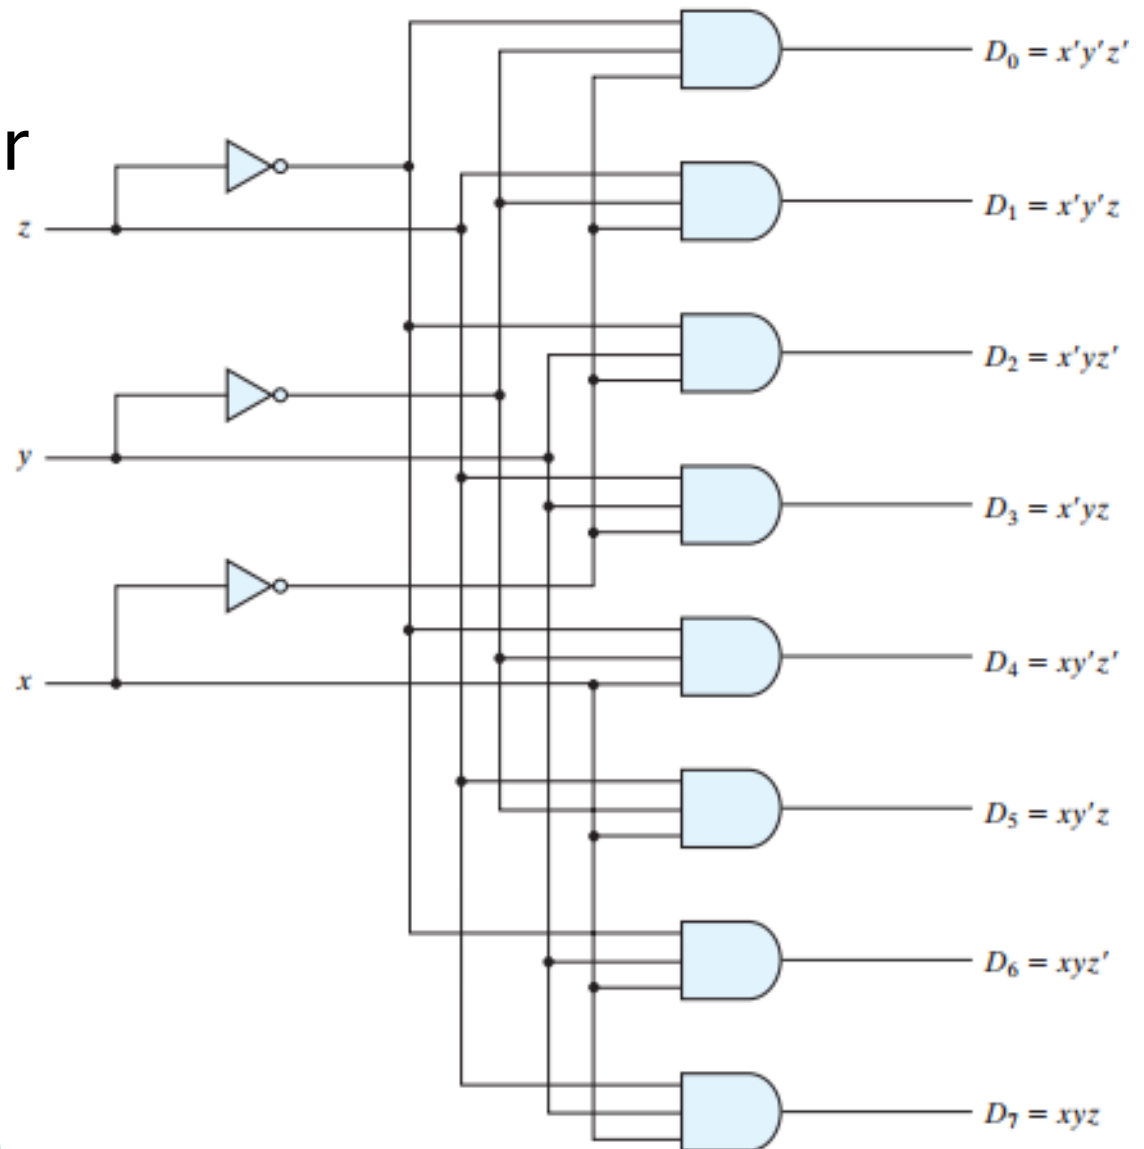 D₀ = x′y′z′
r
D₁ = x′y′z
z
D₂ = x′yz′
y
D₃ = x′yz
D₄ = xy′z′
x
D₅ = xy′z
D₆ = xyz′
D₇ = xyz